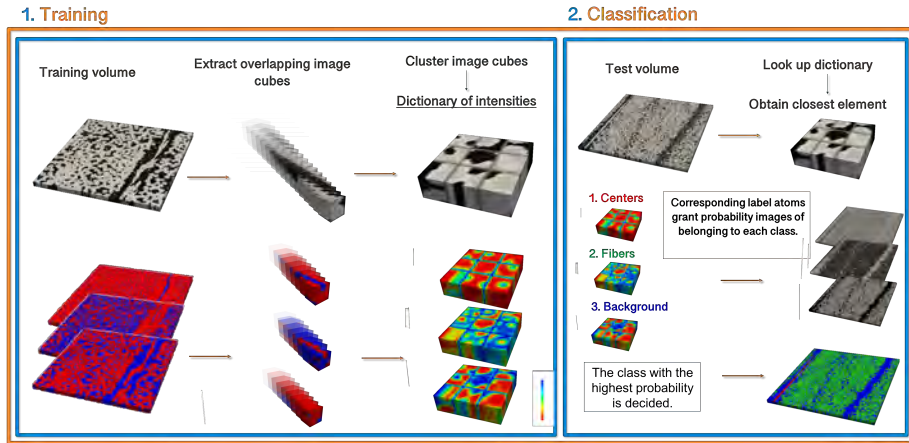 1. Training
2. Classification
Training volume
Extract overlapping image
cubes
Cluster image cubes
Dictionary of intensities
Test volume
Look up dictionary
Obtain closest element
1. Centers
2. Fibers
3. Background
Corresponding label atoms
grant probability images of
belonging to each class.
The class with the
highest probability
is decided.